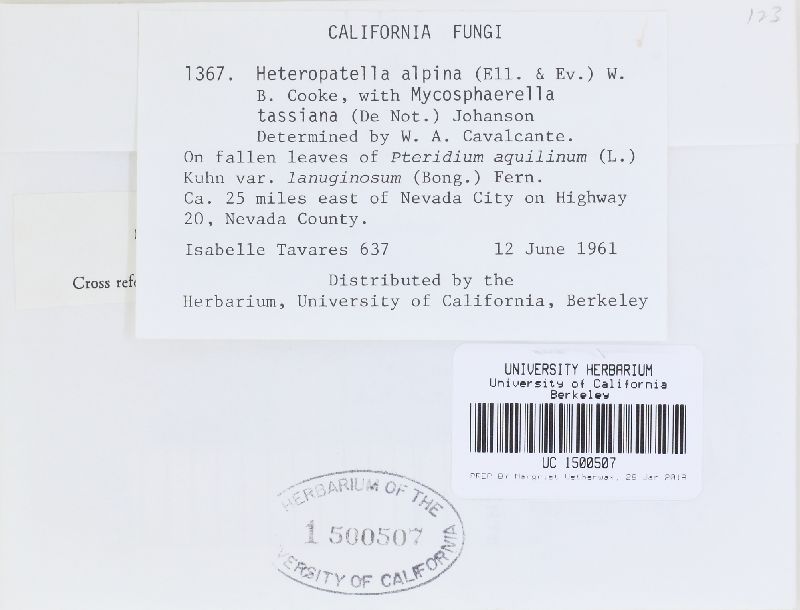 123
CALIFORNIA FUNGI
1367. Heteropatella alpina (Ell. & Ev.) W.
B. Cooke, with Mycosphaerella
tassiana (De Not.) Johanson
Determined by W. A. Cavalcante.
On fallen leaves of Pteridium aquilinum (L.)
Kuhn var. lanuginosum (Bong.) Fern.
Ca. 25 miles east of Nevada City on Highway
20, Nevada County.
Isabelle Tavares 637 12 June 1961
Distributed by the
Herbarium, University of California, Berkeley
Cross refe
UNIVERSITY HERBARIUM
University of California
Berkeley
UC 1500507
HERBARIUM OF THE
1 500507
VERSITY OF CALIFORNIA